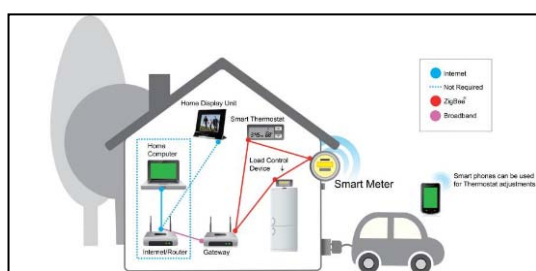 Internet
Not Required
ZigBee®
Broadband
Home Display Unit
Smart Thermostat
Home
Computer
Load Control
Device
Smart Meter
Smart phones can be used
for Thermostat adjustments
Internet/Router
Gateway